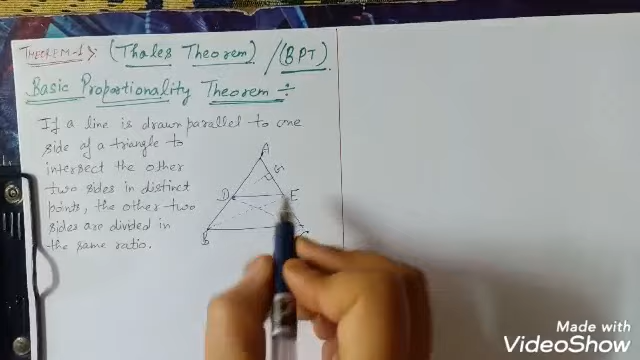 THEOREM-1 :- (Thales Theorem) / (BPT)
Basic Proportionality Theorem ÷
If a line is drawn parallel to one
side of a triangle to
intersect the other
two sides in distinct
points, the other two
sides are divided in
the same ratio.
A
D E
B
Made with
VideoShow